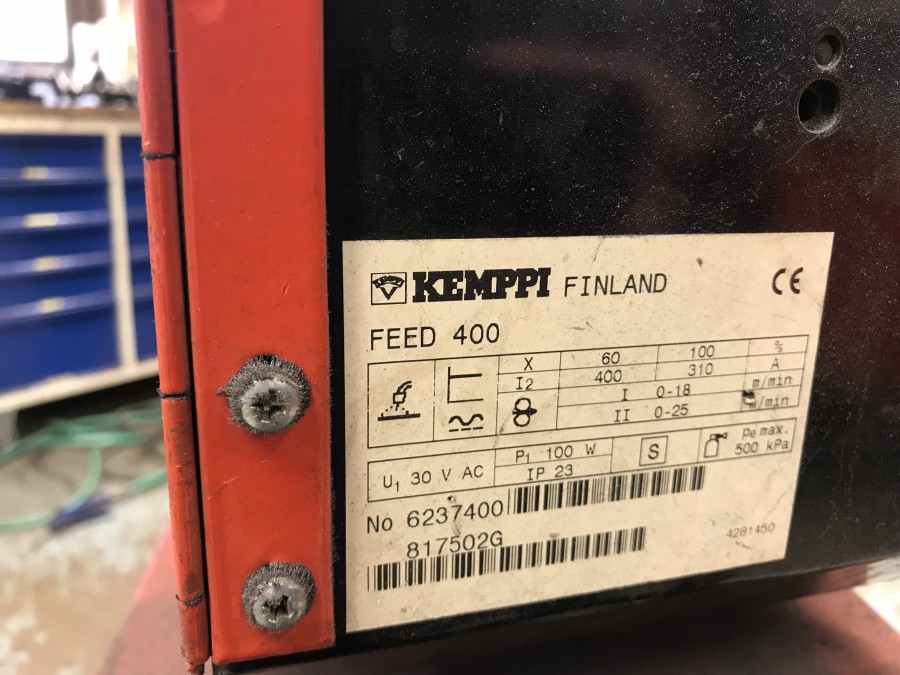 KEMPPI FINLAND CE
FEED 400
X 60 100 %
I2 400 310 A
I 0-18 m/min
II 0-25 m/min
U1 30 V AC
P1 100 W
IP 23
S
pe max.
500 kPa
No 6237400
817502G
4281450